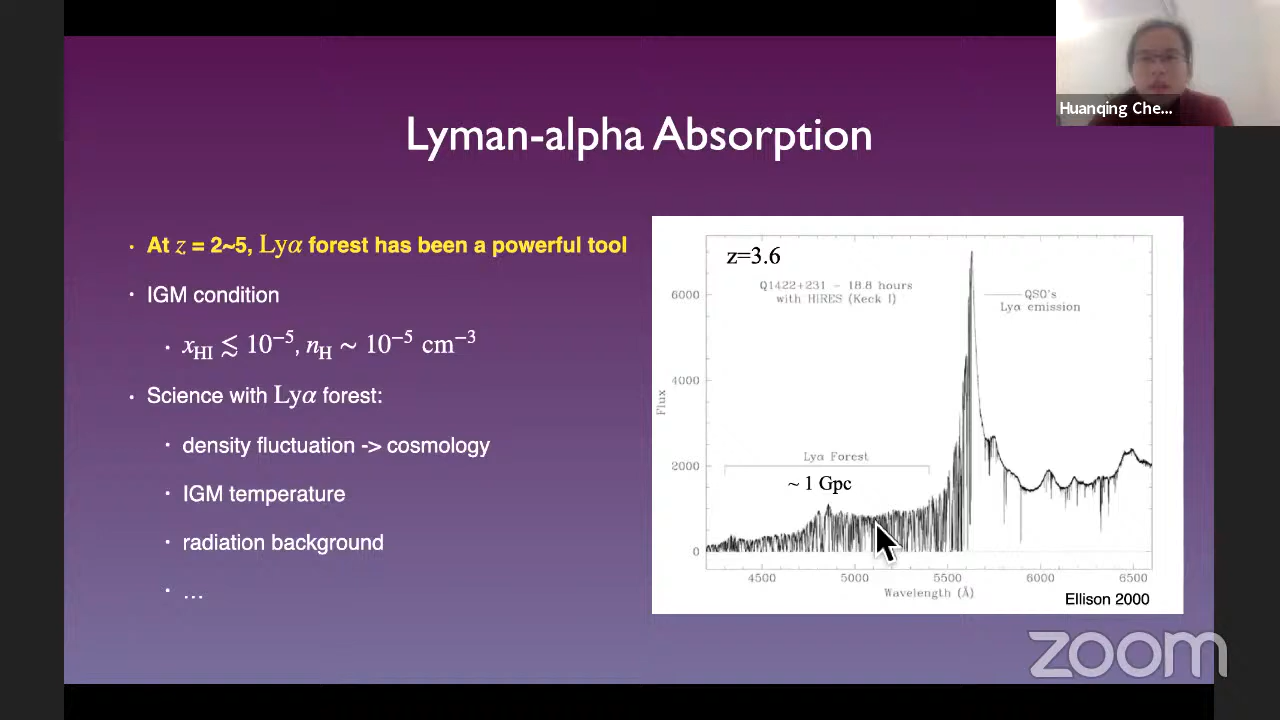 Huanqing Che...
Lyman-alpha Absorption
· At z = 2~5, Lyα forest has been a powerful tool
· IGM condition
· xHI ≲ 10−5, nH ~ 10−5 cm−3
· Science with Lyα forest:
· density fluctuation -> cosmology
· IGM temperature
· radiation background
· ...
z=3.6
Q1422+231 – 18.8 hours
with HIRES (Keck I)
QSO's
Lyα emission
Lyα Forest
~ 1 Gpc
Flux
6000
4000
2000
0
4500 5000 5500 6000 6500
Wavelength (Å)
Ellison 2000
zoom